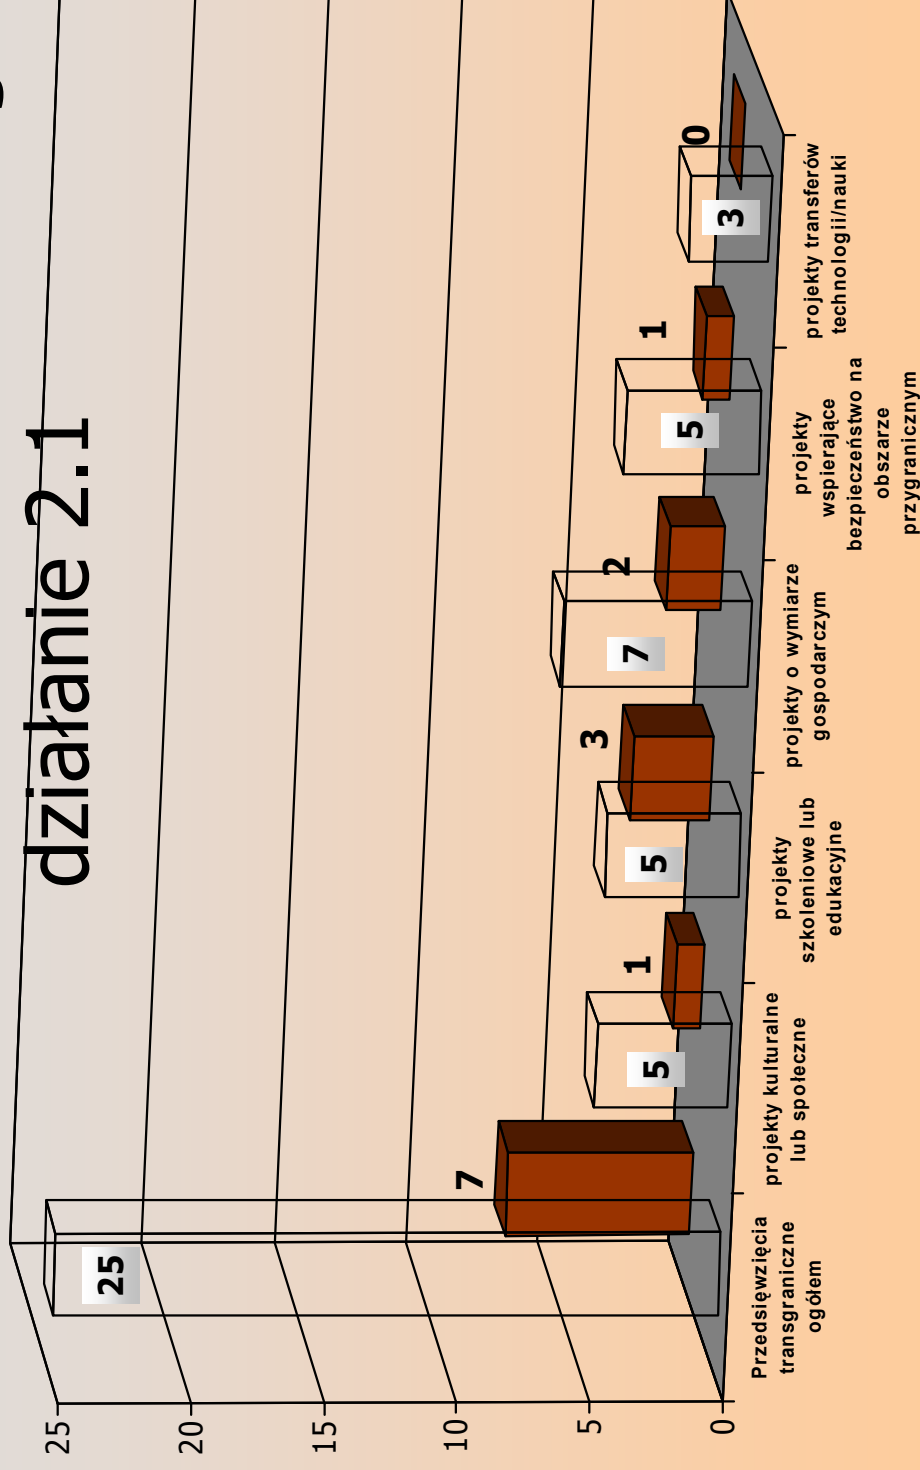 działanie 2.1
25
20
15
10
5
0
25
7
5
1
5
3
7
2
5
1
3
0
Przedsięwzięcia
transgraniczne
ogółem
projekty kulturalne
lub społeczne
projekty
szkoleniowe lub
edukacyjne
projekty o wymiarze
gospodarczym
projekty
wspierające
bezpieczeństwo na
obszarze
przygranicznym
projekty transferów
technologii/nauki